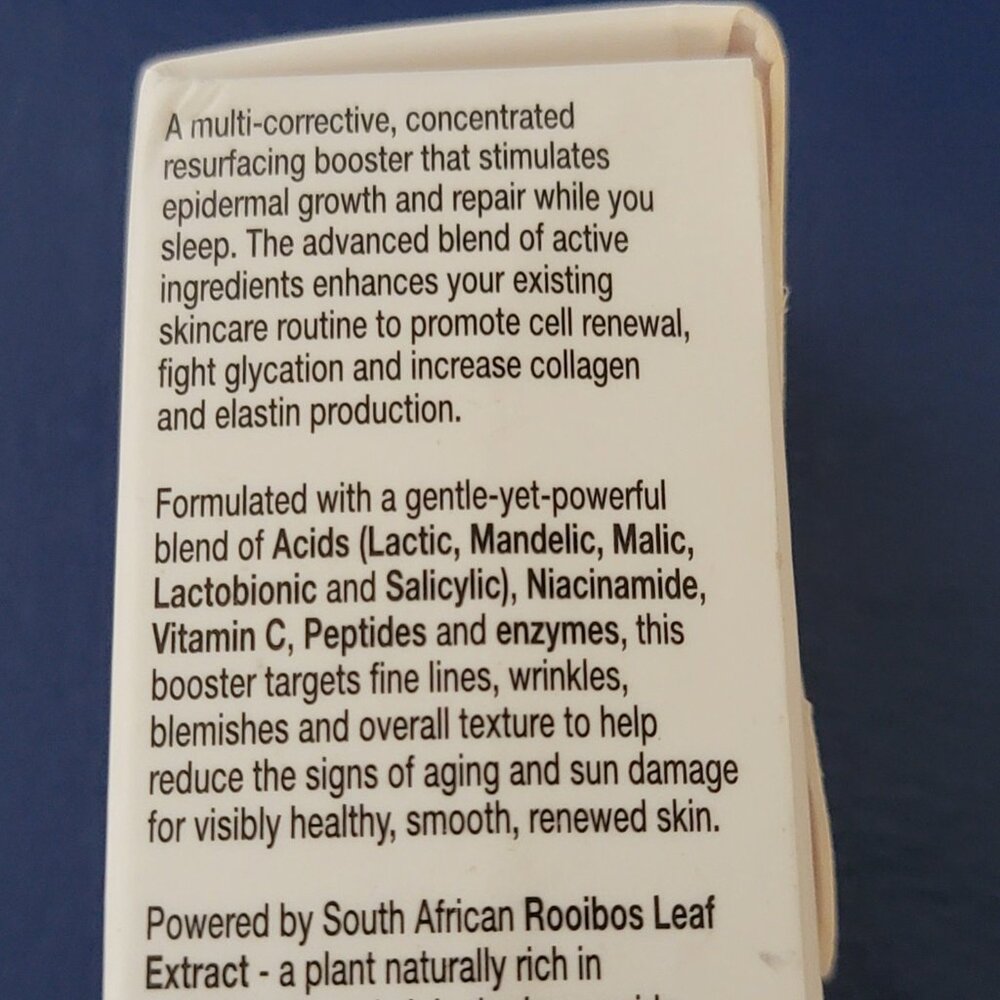 A multi-corrective, concentrated
resurfacing booster that stimulates
epidermal growth and repair while you
sleep. The advanced blend of active
ingredients enhances your existing
skincare routine to promote cell renewal,
fight glycation and increase collagen
and elastin production.
Formulated with a gentle-yet-powerful
blend of Acids (Lactic, Mandelic, Malic,
Lactobionic and Salicylic), Niacinamide,
Vitamin C, Peptides and enzymes, this
booster targets fine lines, wrinkles,
blemishes and overall texture to help
reduce the signs of aging and sun damage
for visibly healthy, smooth, renewed skin.
Powered by South African Rooibos Leaf
Extract - a plant naturally rich in